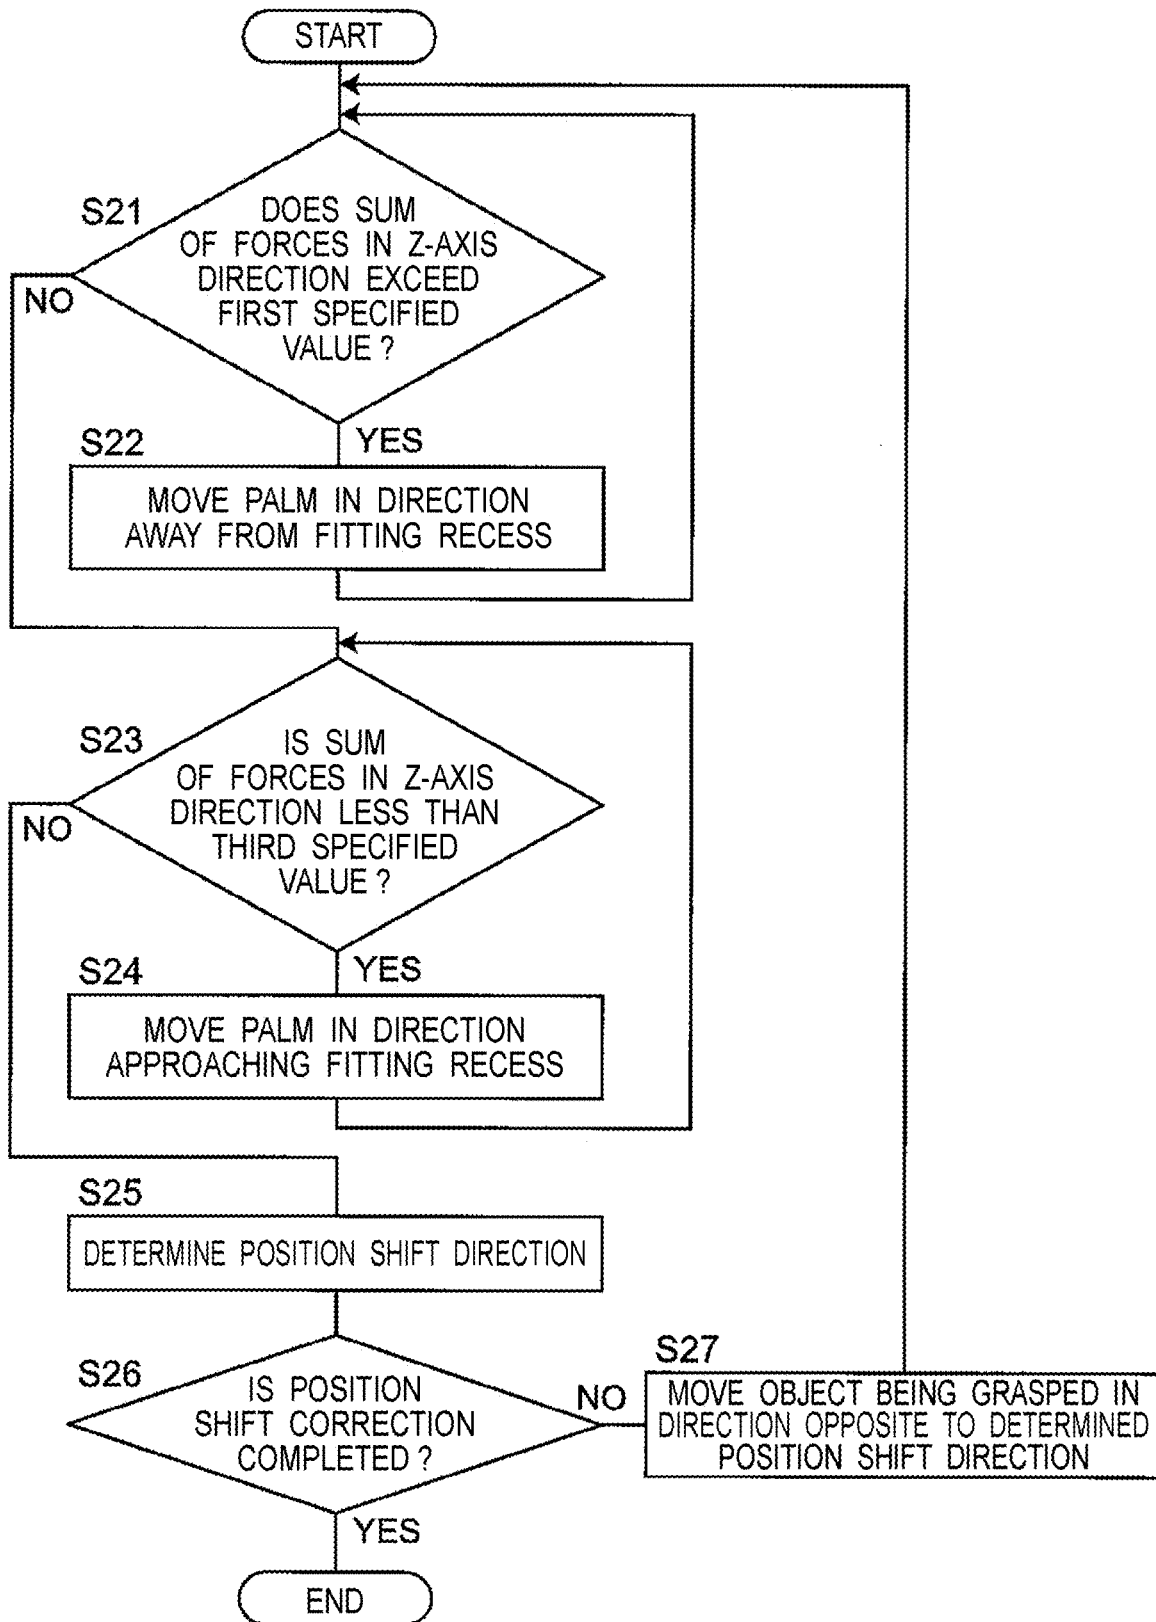 START
S21
DOES SUM
OF FORCES IN Z-AXIS
DIRECTION EXCEED
FIRST SPECIFIED
VALUE ?
NO
YES
S22
MOVE PALM IN DIRECTION
AWAY FROM FITTING RECESS
S23
IS SUM
OF FORCES IN Z-AXIS
DIRECTION LESS THAN
THIRD SPECIFIED
VALUE ?
NO
YES
S24
MOVE PALM IN DIRECTION
APPROACHING FITTING RECESS
S25
DETERMINE POSITION SHIFT DIRECTION
S26
IS POSITION
SHIFT CORRECTION
COMPLETED ?
NO
S27
MOVE OBJECT BEING GRASPED IN
DIRECTION OPPOSITE TO DETERMINED
POSITION SHIFT DIRECTION
YES
END